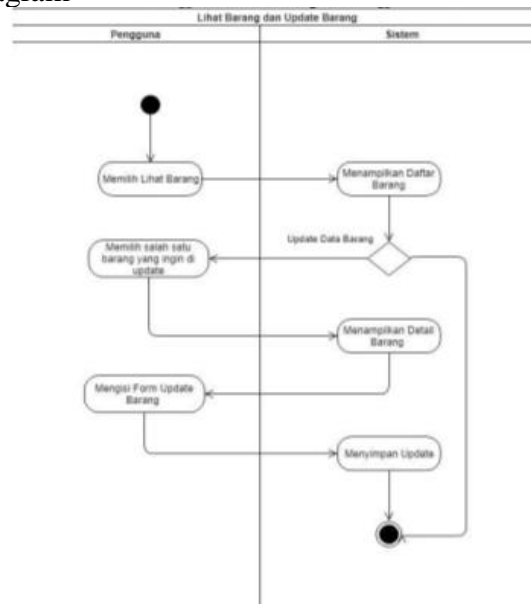 Lihat Barang dan Update Barang
Pengguna
Sistem
Memilih Lihat Barang
Menampilkan Daftar
Barang
Update Data Barang
Memilih salah satu
barang yang ingin di
update
Menampilkan Detail
Barang
Mengisi Form Update
Barang
Menyimpan Update